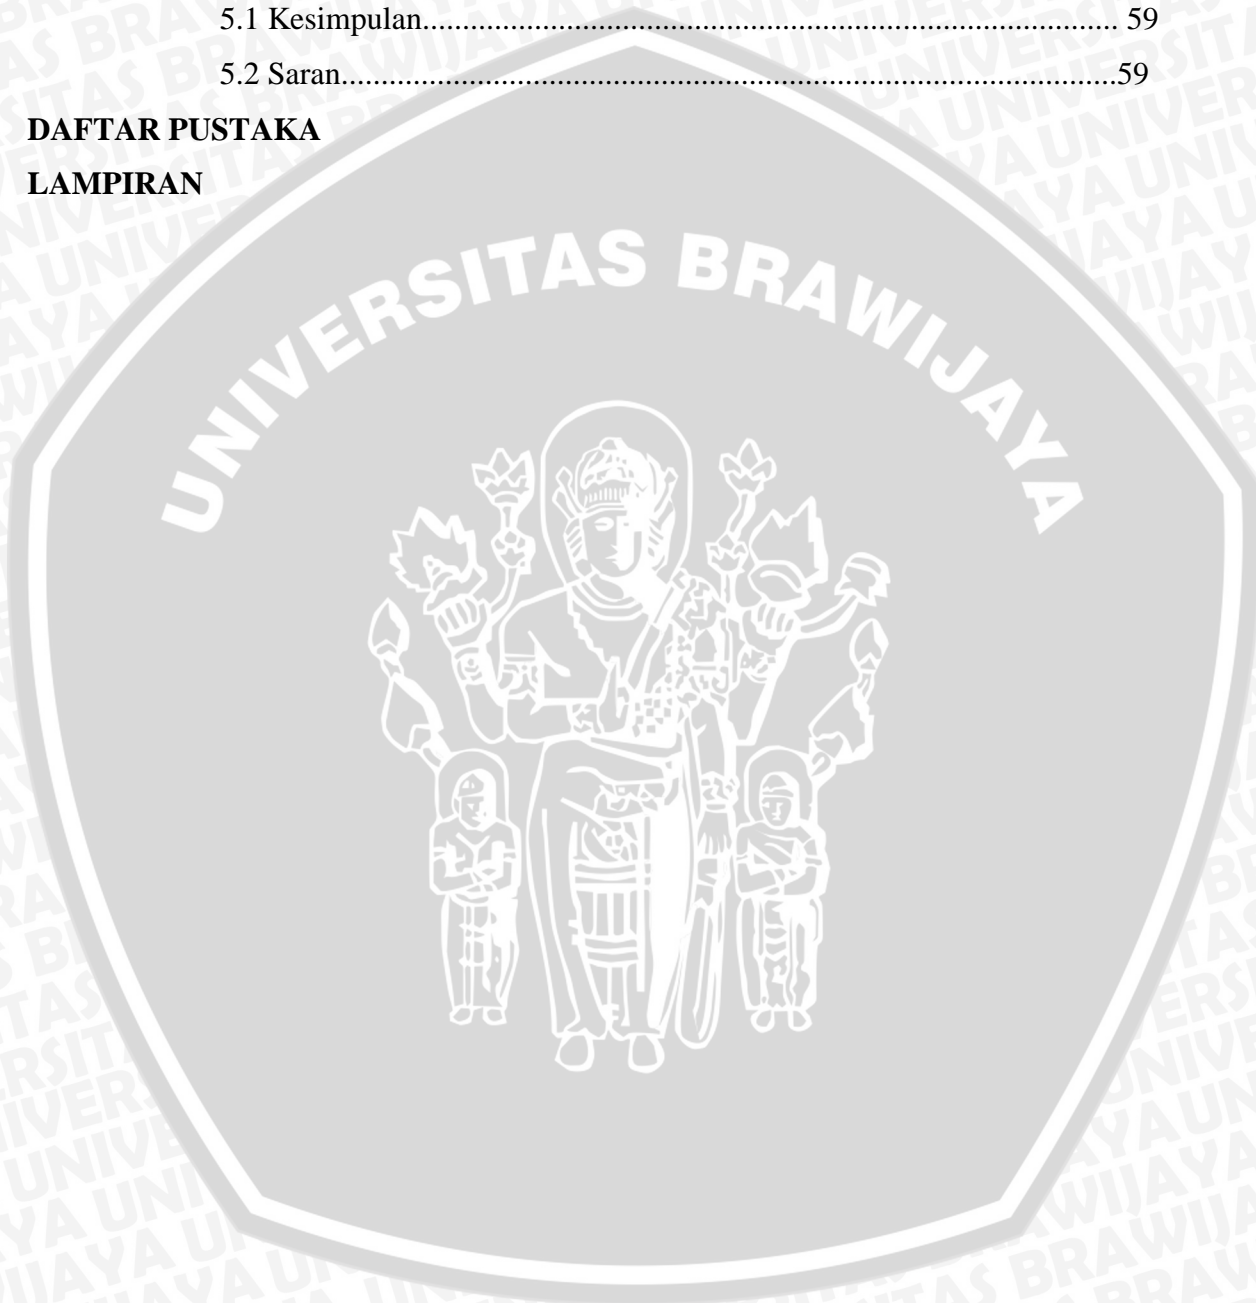 5.1 Kesimpulan....................................................................................... 59
5.2 Saran.................................................................................................59
DAFTAR PUSTAKA
LAMPIRAN
UNIVERSITAS BRAWIJAYA